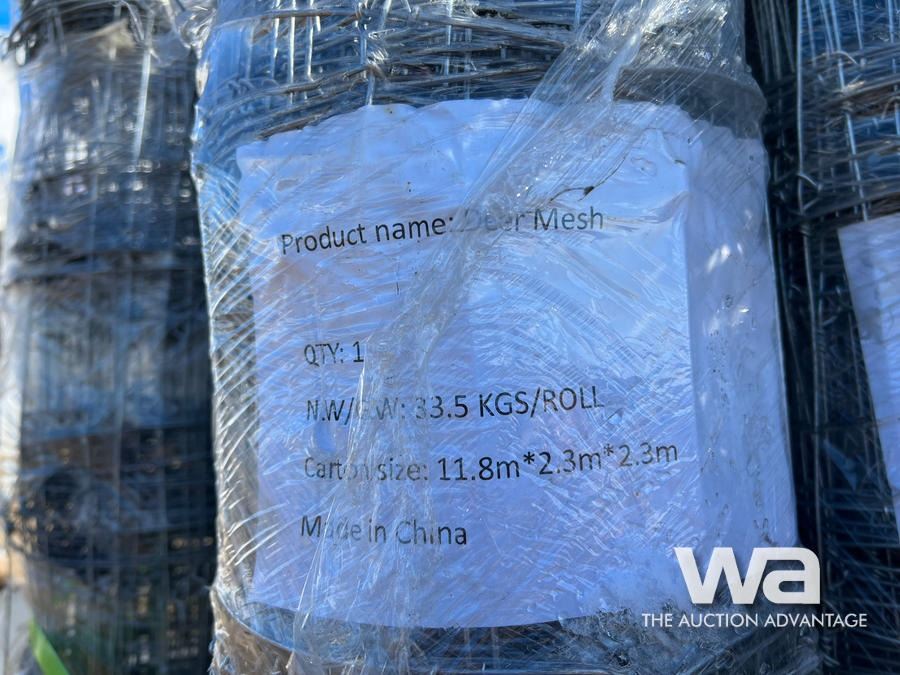 Product name: Deer Mesh
QTY: 1
N.W/G.W: 33.5 KGS/ROLL
Carton size: 11.8m*2.3m*2.3m
Made in China
wa
THE AUCTION ADVANTAGE